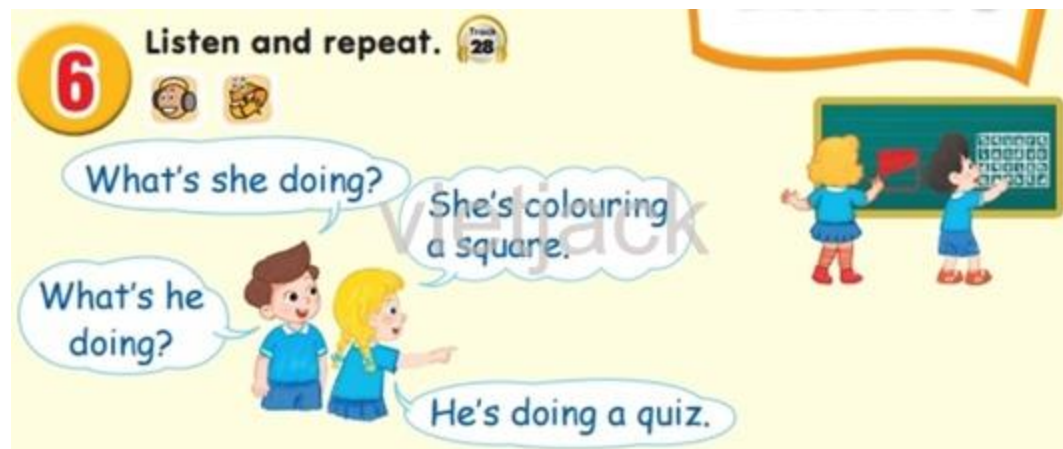 6
Listen and repeat.
Track
28
What's she doing?
She's colouring
a square.
vietjack
What's he
doing?
He's doing a quiz.